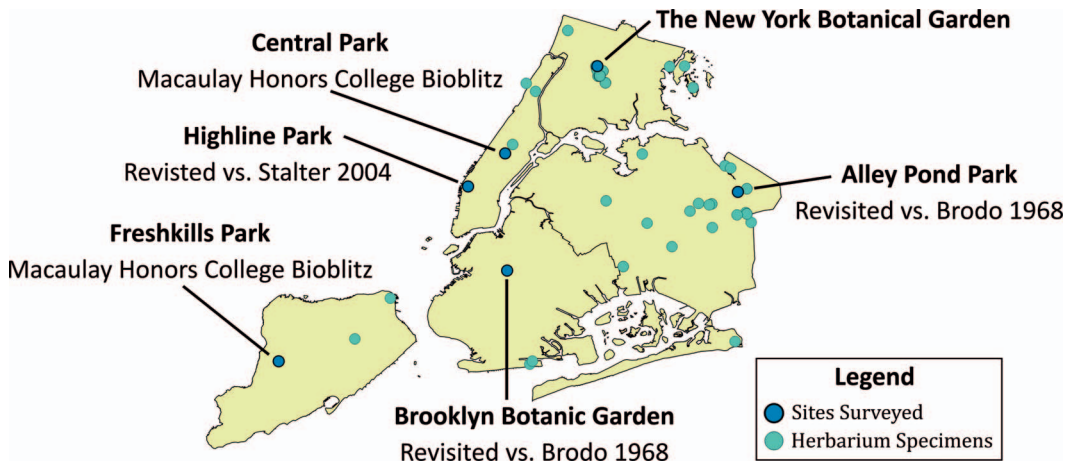 The New York Botanical Garden
Central Park
Macaulay Honors College Bioblitz
Highline Park
Revisted vs. Stalter 2004
Alley Pond Park
Revisited vs. Brodo 1968
Freshkills Park
Macaulay Honors College Bioblitz
Brooklyn Botanic Garden
Revisited vs. Brodo 1968
Legend
Sites Surveyed
Herbarium Specimens